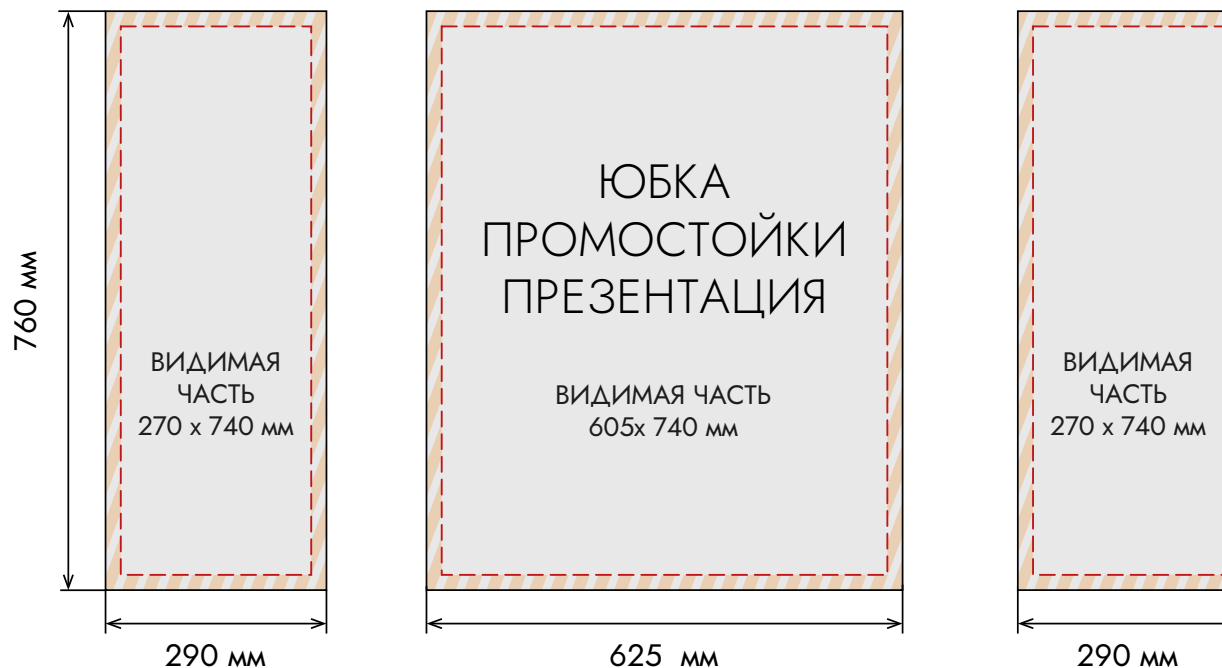 760 мм
ВИДИМАЯ
ЧАСТЬ
270 х 740 мм
290 мм
ЮБКА
ПРОМОСТОЙКИ
ПРЕЗЕНТАЦИЯ
ВИДИМАЯ ЧАСТЬ
605х 740 мм
625 мм
ВИДИМАЯ
ЧАСТЬ
270 х 740 мм
290 мм